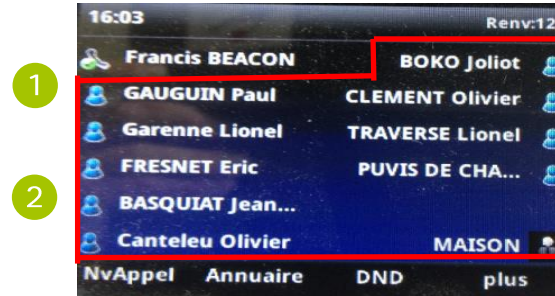 16:03 Renv:12
Francis BEACON BOKO Joliot
1 GAUGUIN Paul CLEMENT Olivier
Garenne Lionel TRAVERSE Lionel
FRESNET Eric PUVIS DE CHA...
2 BASQUIAT Jean...
Canteleu Olivier MAISON
NvAppel Annuaire DND plus